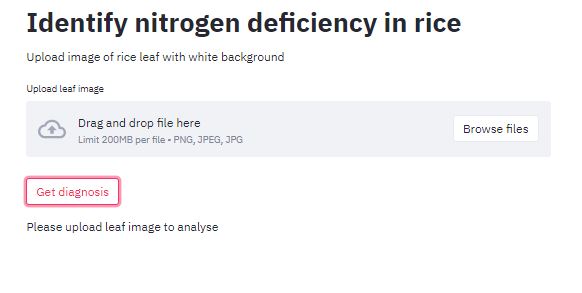 Identify nitrogen deficiency in rice
Upload image of rice leaf with white background
Upload leaf image
Drag and drop file here
Limit 200MB per file • PNG, JPEG, JPG
Browse files
Get diagnosis
Please upload leaf image to analyse